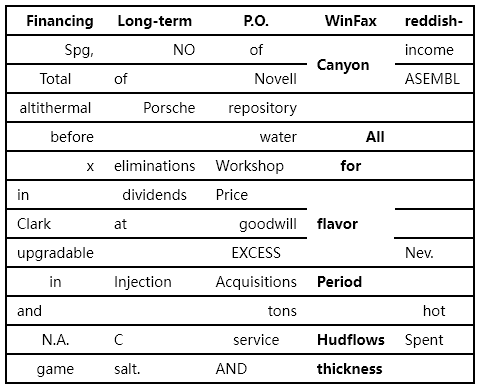 Financing Long-term P.O. WinFax reddish-
Spg, NO of Canyon income
Total of Novell ASEMBL
altithermal Porsche repository
before water All
x eliminations Workshop for
in dividends Price
Clark at goodwill flavor
upgradable EXCESS Nev.
in Injection Acquisitions Period
and tons hot
N.A. C service Hudflows Spent
game salt. AND thickness